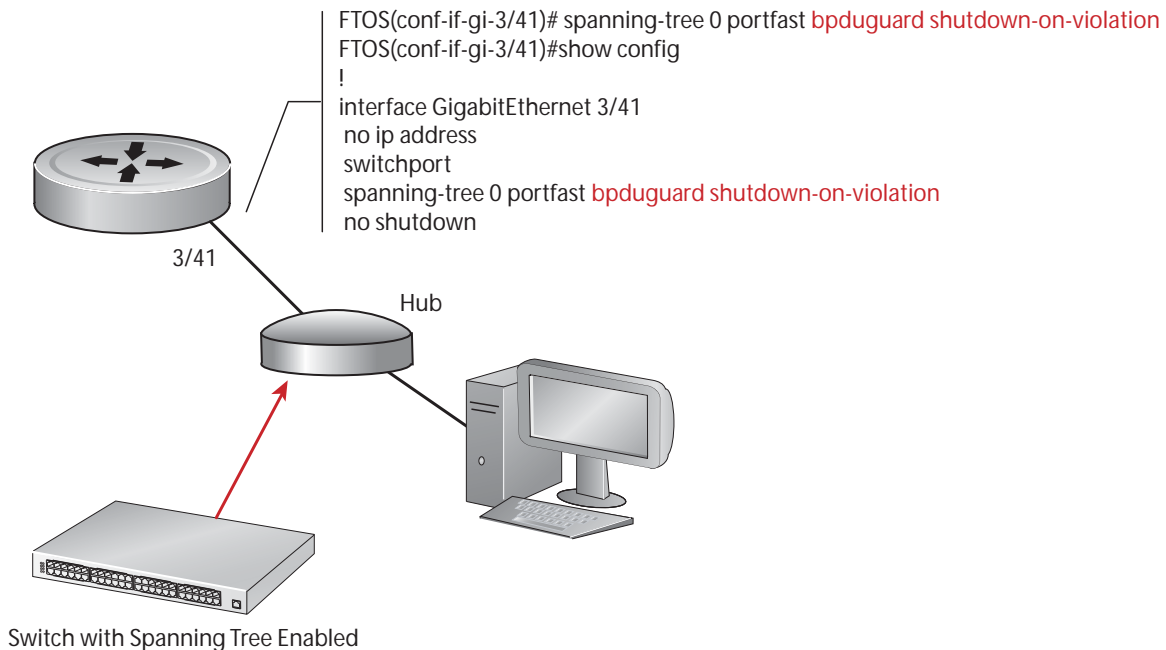 FTOS(conf-if-gi-3/41)# spanning-tree 0 portfast bpduguard shutdown-on-violation
FTOS(conf-if-gi-3/41)#show config
!
interface GigabitEthernet 3/41
no ip address
switchport
spanning-tree 0 portfast bpduguard shutdown-on-violation
no shutdown
3/41
Hub
Switch with Spanning Tree Enabled